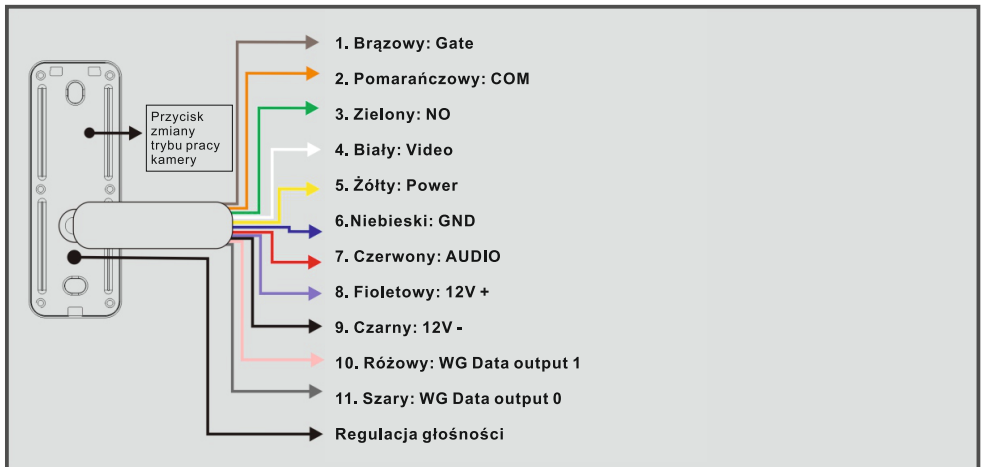 1. Brązowy: Gate
2. Pomarańczowy: COM
3. Zielony: NO
Przycisk
zmiany
trybu pracy
kamery
4. Biały: Video
5. Żółty: Power
6.Niebieski: GND
7. Czerwony: AUDIO
8. Fioletowy: 12V +
9. Czarny: 12V -
10. Różowy: WG Data output 1
11. Szary: WG Data output 0
Regulacja głośności